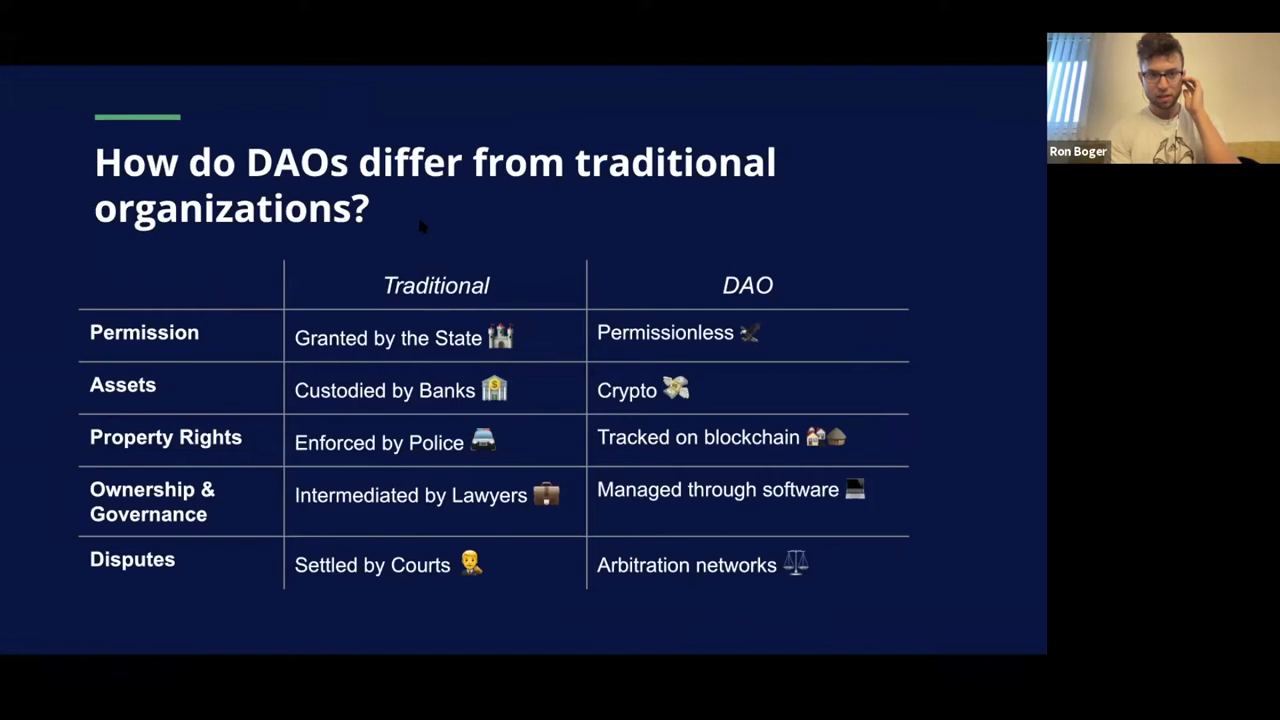 How do DAOs differ from traditional
organizations?
Traditional
DAO
Permission
Granted by the State
Permissionless
Assets
Custodied by Banks
Crypto
Property Rights
Enforced by Police
Tracked on blockchain
Ownership &
Governance
Intermediated by Lawyers
Managed through software
Disputes
Settled by Courts
Arbitration networks
Ron Boger